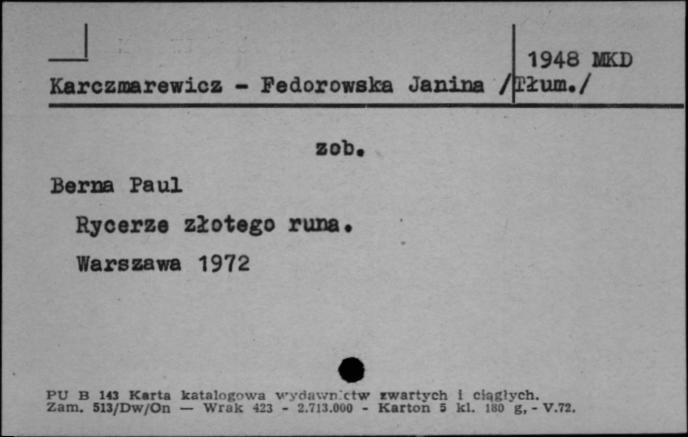 1948 MKD
Karczmarewicz - Fedorowska Janina /Tłum./
zob.
Berna Paul
Rycerze złotego runa.
Warszawa 1972
PU B 143 Karta katalogowa wydawnictw zwartych i ciągłych.
Zam. 513/Dw/On — Wrak 423 - 2.713.000 - Karton 5 kl. 180 g, - V.72.